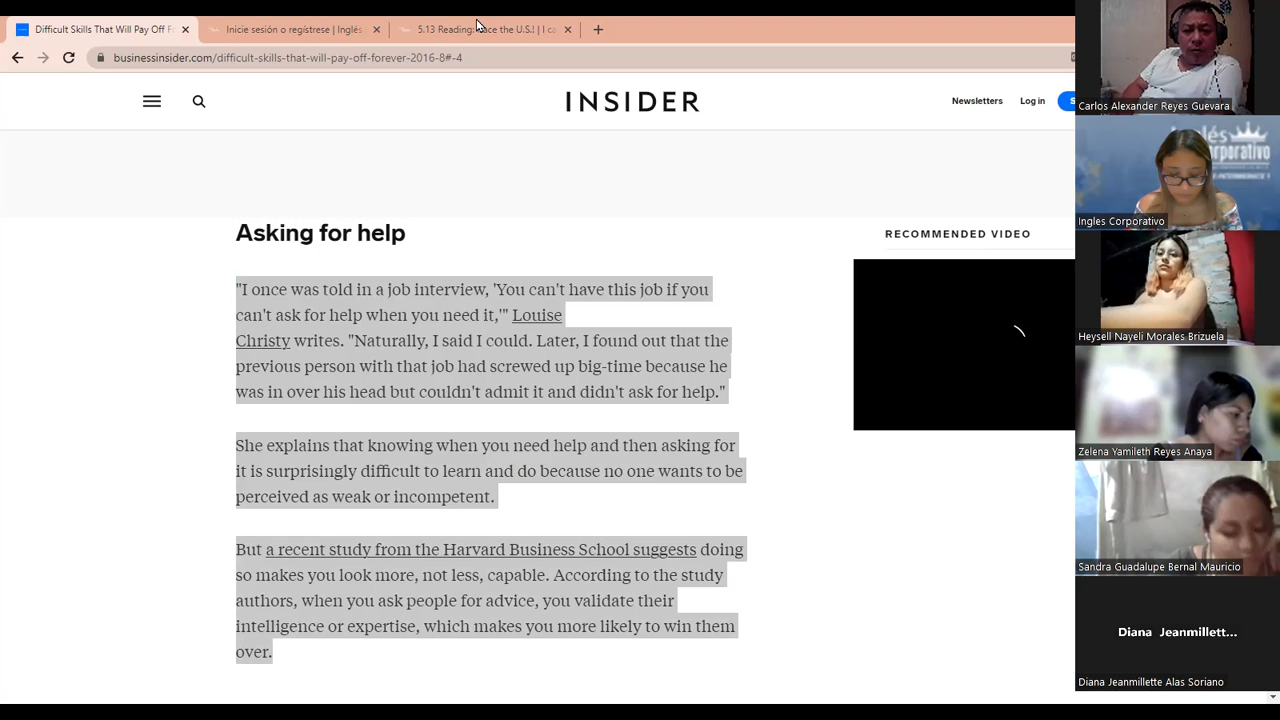 Difficult Skills That Will Pay Off F
Inicie sesión o regístrese | Inglés
5.13 Reading:
ace the U.S.! | I ca
businessinsider.com/difficult-skills-that-will-pay-off-forever-2016-8#-4
INSIDER
Newsletters
Log in
S
Asking for help
RECOMMENDED VIDEO
"I once was told in a job interview, 'You can't have this job if you
can't ask for help when you need it,'" Louise
Christy writes. "Naturally, I said I could. Later, I found out that the
previous person with that job had screwed up big-time because he
was in over his head but couldn't admit it and didn't ask for help."
She explains that knowing when you need help and then asking for
it is surprisingly difficult to learn and do because no one wants to be
perceived as weak or incompetent.
But a recent study from the Harvard Business School suggests doing
so makes you look more, not less, capable. According to the study
authors, when you ask people for advice, you validate their
intelligence or expertise, which makes you more likely to win them
over.
Carlos Alexander Reyes Guevara
Inglés
orporativo
Ingles Corporativo
Heysell Nayeli Morales Brizuela
Zelena Yamileth Reyes Anaya
Sandra Guadalupe Bernal Mauricio
Diana Jeanmillett...
Diana Jeanmillette Alas Soriano